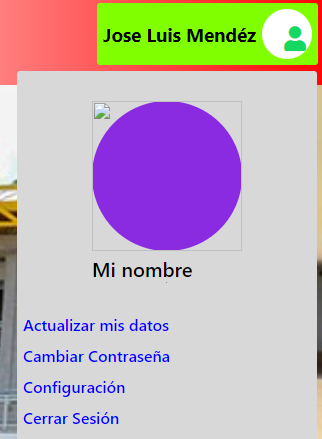 Jose Luis Mendéz
Mi nombre
Actualizar mis datos
Cambiar Contraseña
Configuración
Cerrar Sesión